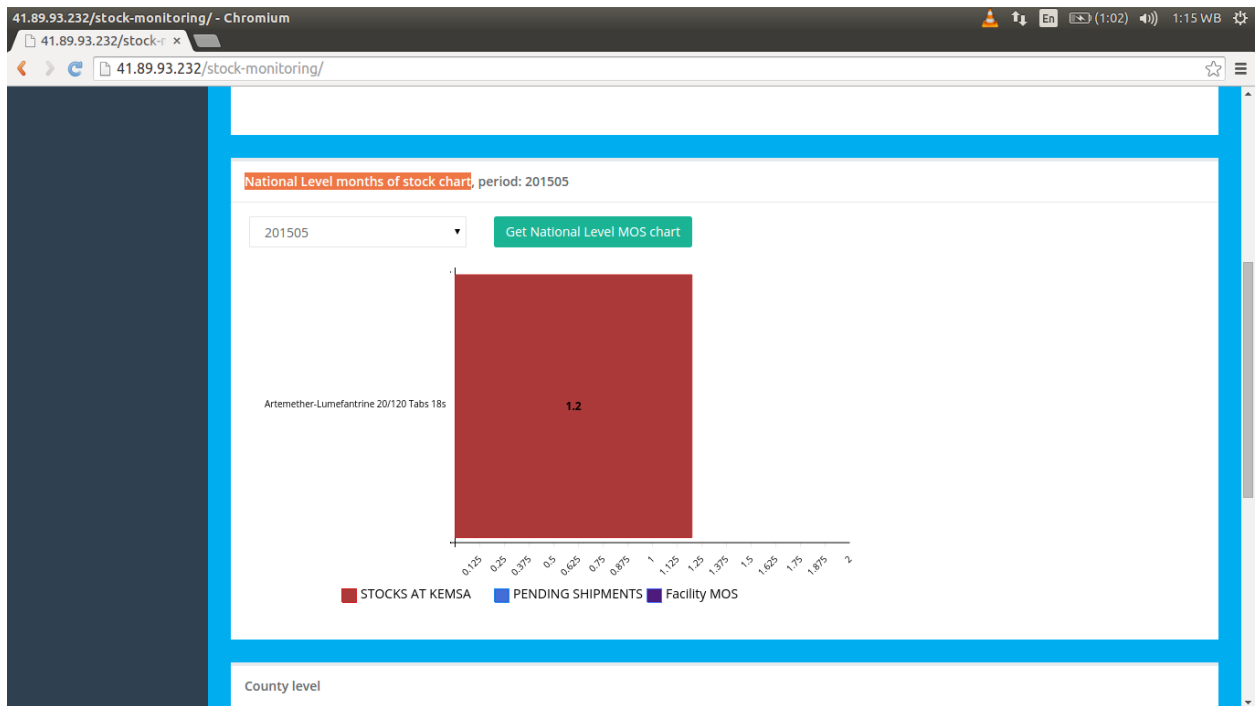 41.89.93.232/stock-monitoring/ - Chromium
En (1:02) 1:15 WB
41.89.93.232/stock-r ×
41.89.93.232/stock-monitoring/
National Level months of stock chart, period: 201505
201505
Get National Level MOS chart
Artemether-Lumefantrine 20/120 Tabs 18s
1.2
0.125 0.25 0.375 0.5 0.625 0.75 0.875 1 1.125 1.25 1.375 1.5 1.625 1.75 1.875 2
STOCKS AT KEMSA PENDING SHIPMENTS Facility MOS
County level